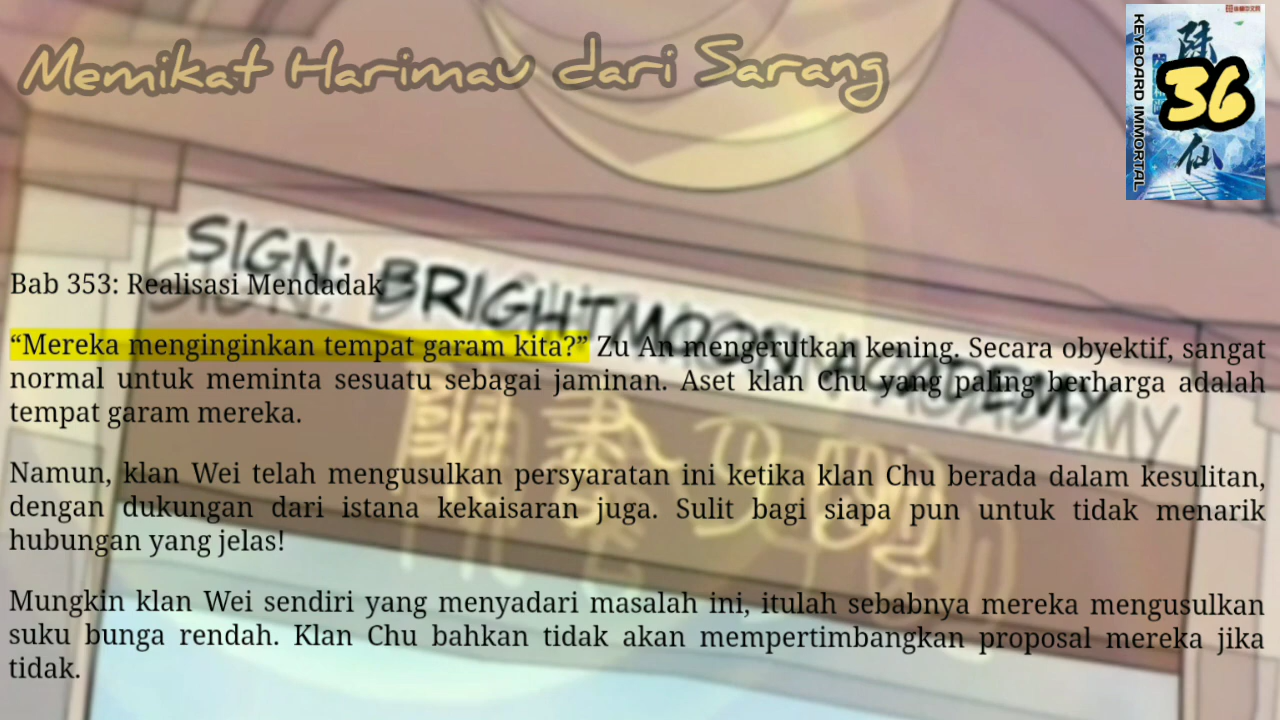 Memikat Harimau dari Sarang
KEYBOARD IMMORTAL
36
仙
SIGN: BRIGHTMOON ACADEMY
Bab 353: Realisasi Mendadak
“Mereka menginginkan tempat garam kita?” Zu An mengerutkan kening. Secara obyektif, sangat
normal untuk meminta sesuatu sebagai jaminan. Aset klan Chu yang paling berharga adalah
tempat garam mereka.
Namun, klan Wei telah mengusulkan persyaratan ini ketika klan Chu berada dalam kesulitan,
dengan dukungan dari istana kekaisaran juga. Sulit bagi siapa pun untuk tidak menarik
hubungan yang jelas!
Mungkin klan Wei sendiri yang menyadari masalah ini, itulah sebabnya mereka mengusulkan
suku bunga rendah. Klan Chu bahkan tidak akan mempertimbangkan proposal mereka jika
tidak.